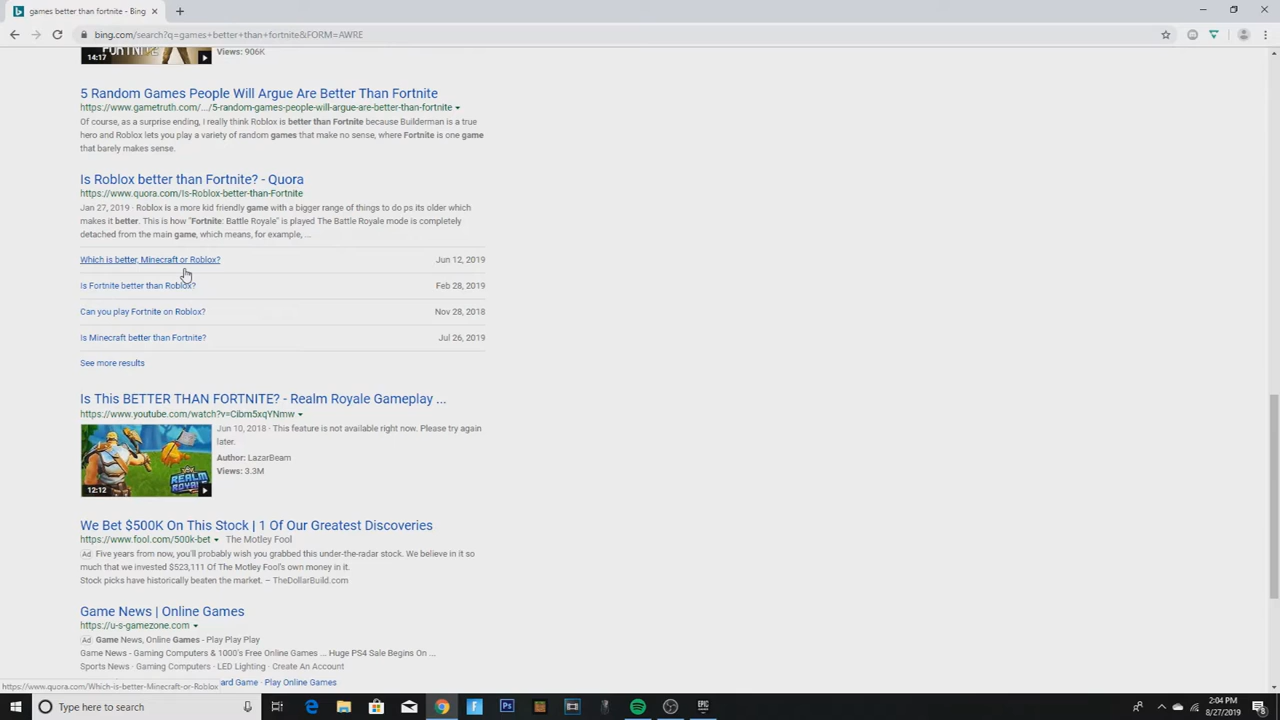 games better than fortnite - Bing
bing.com/search?q=games+better+than+fortnite&FORM=AWRE
FORTNITE
14:17
Views: 906K
5 Random Games People Will Argue Are Better Than Fortnite
https://www.gametruth.com/.../5-random-games-people-will-argue-are-better-than-fortnite
Of course, as a surprise ending, I really think Roblox is better than Fortnite because Builderman is a true
hero and Roblox lets you play a variety of random games that make no sense, where Fortnite is one game
that barely makes sense.
Is Roblox better than Fortnite? - Quora
https://www.quora.com/Is-Roblox-better-than-Fortnite
Jan 27, 2019 · Roblox is a more kid friendly game with a bigger range of things to do ps its older which
makes it better. This is how "Fortnite: Battle Royale" is played The Battle Royale mode is completely
detached from the main game, which means, for example, ...
Which is better, Minecraft or Roblox? Jun 12, 2019
Is Fortnite better than Roblox? Feb 28, 2019
Can you play Fortnite on Roblox? Nov 28, 2018
Is Minecraft better than Fortnite? Jul 26, 2019
See more results
Is This BETTER THAN FORTNITE? - Realm Royale Gameplay ...
https://www.youtube.com/watch?v=Cibm5xqYNmw
Jun 10, 2018 · This feature is not available right now. Please try again
later.
Author: LazarBeam
Views: 3.3M
REALM
ROYALE
12:12
We Bet $500K On This Stock | 1 Of Our Greatest Discoveries
https://www.fool.com/500k-bet The Motley Fool
Ad Five years from now, you'll probably wish you grabbed this under-the-radar stock. We believe in it so
much that we invested $523,111 Of The Motley Fool's own money in it.
Stock picks have historically beaten the market. – TheDollarBuild.com
Game News | Online Games
https://u-s-gamezone.com
Ad Game News, Online Games - Play Play Play
Game News - Gaming Computers & 1000's Free Online Games ... Huge PS4 Sale Begins On ...
Sports News · Gaming Computers · LED Lighting · Create An Account
ard Game · Play Online Games
https://www.quora.com/Which-is-better-Minecraft-or-Roblox
Type here to search
2:04 PM
8/27/2019